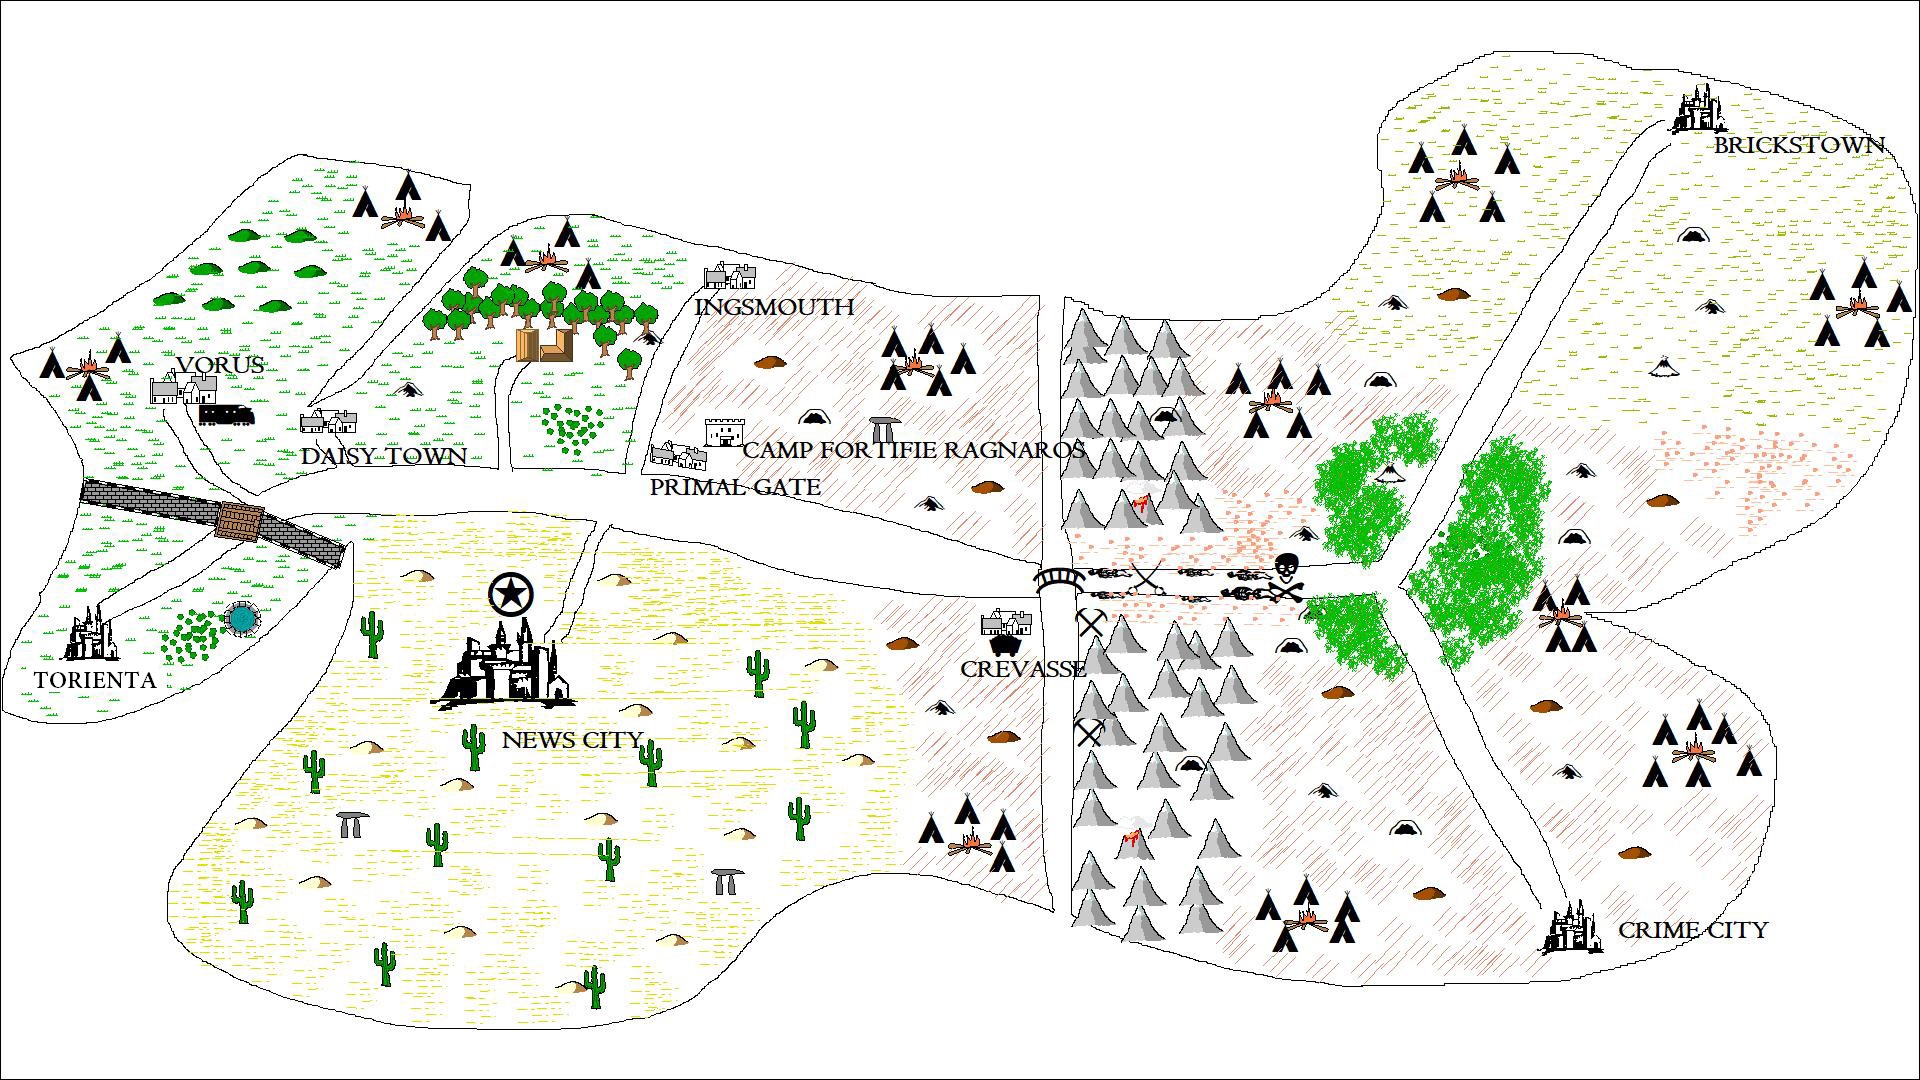 BRICKSTOWN
INGSMOUTH
VORUS
DAISY TOWN
CAMP FORTIFIE RAGNAROS
PRIMAL GATE
TORIENTA
CREVASSE
NEWS CITY
CRIME CITY